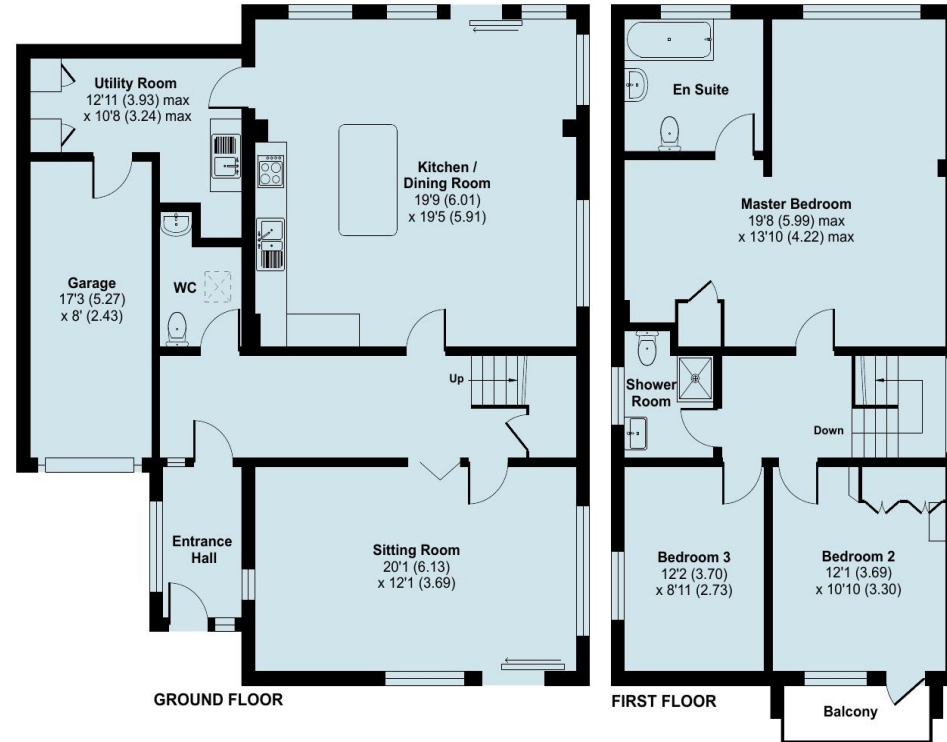 Utility Room
12'11 (3.93) max
x 10'8 (3.24) max
Kitchen /
Dining Room
19'9 (6.01)
x 19'5 (5.91)
Garage
17'3 (5.27)
x 8' (2.43)
WC
Up
Entrance
Hall
Sitting Room
20'1 (6.13)
x 12'1 (3.69)
GROUND FLOOR
En Suite
Master Bedroom
19'8 (5.99) max
x 13'10 (4.22) max
Shower
Room
Down
Bedroom 3
12'2 (3.70)
x 8'11 (2.73)
Bedroom 2
12'1 (3.69)
x 10'10 (3.30)
FIRST FLOOR
Balcony